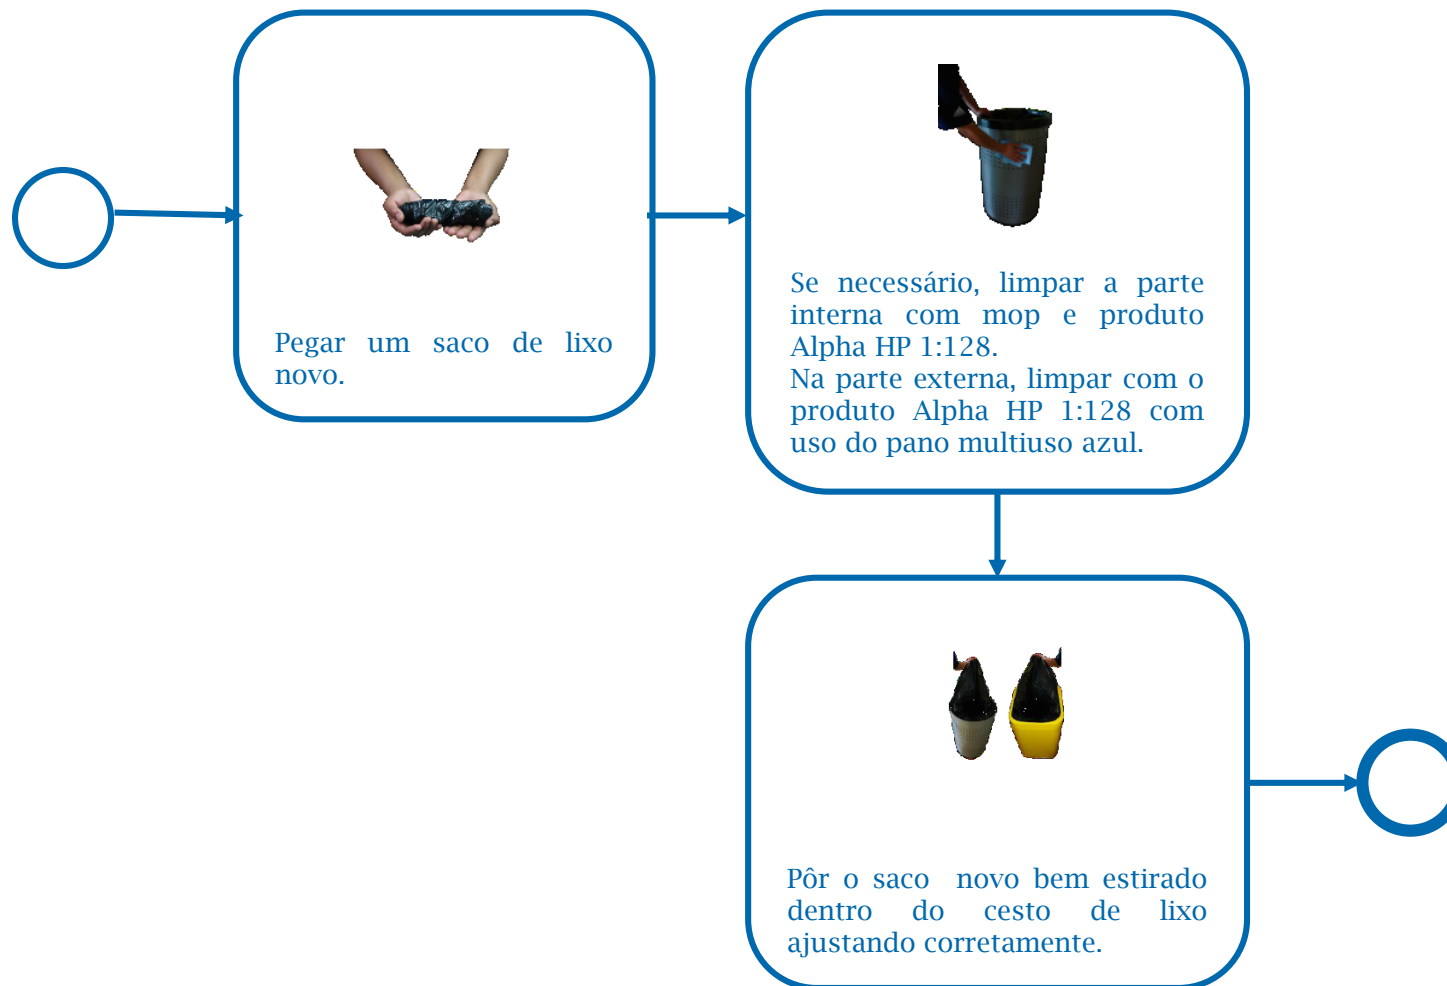 Pegar um saco de lixo
novo.
Se necessário, limpar a parte
interna com mop e produto
Alpha HP 1:128.
Na parte externa, limpar com o
produto Alpha HP 1:128 com
uso do pano multiuso azul.
Pôr o saco novo bem estirado
dentro do cesto de lixo
ajustando corretamente.